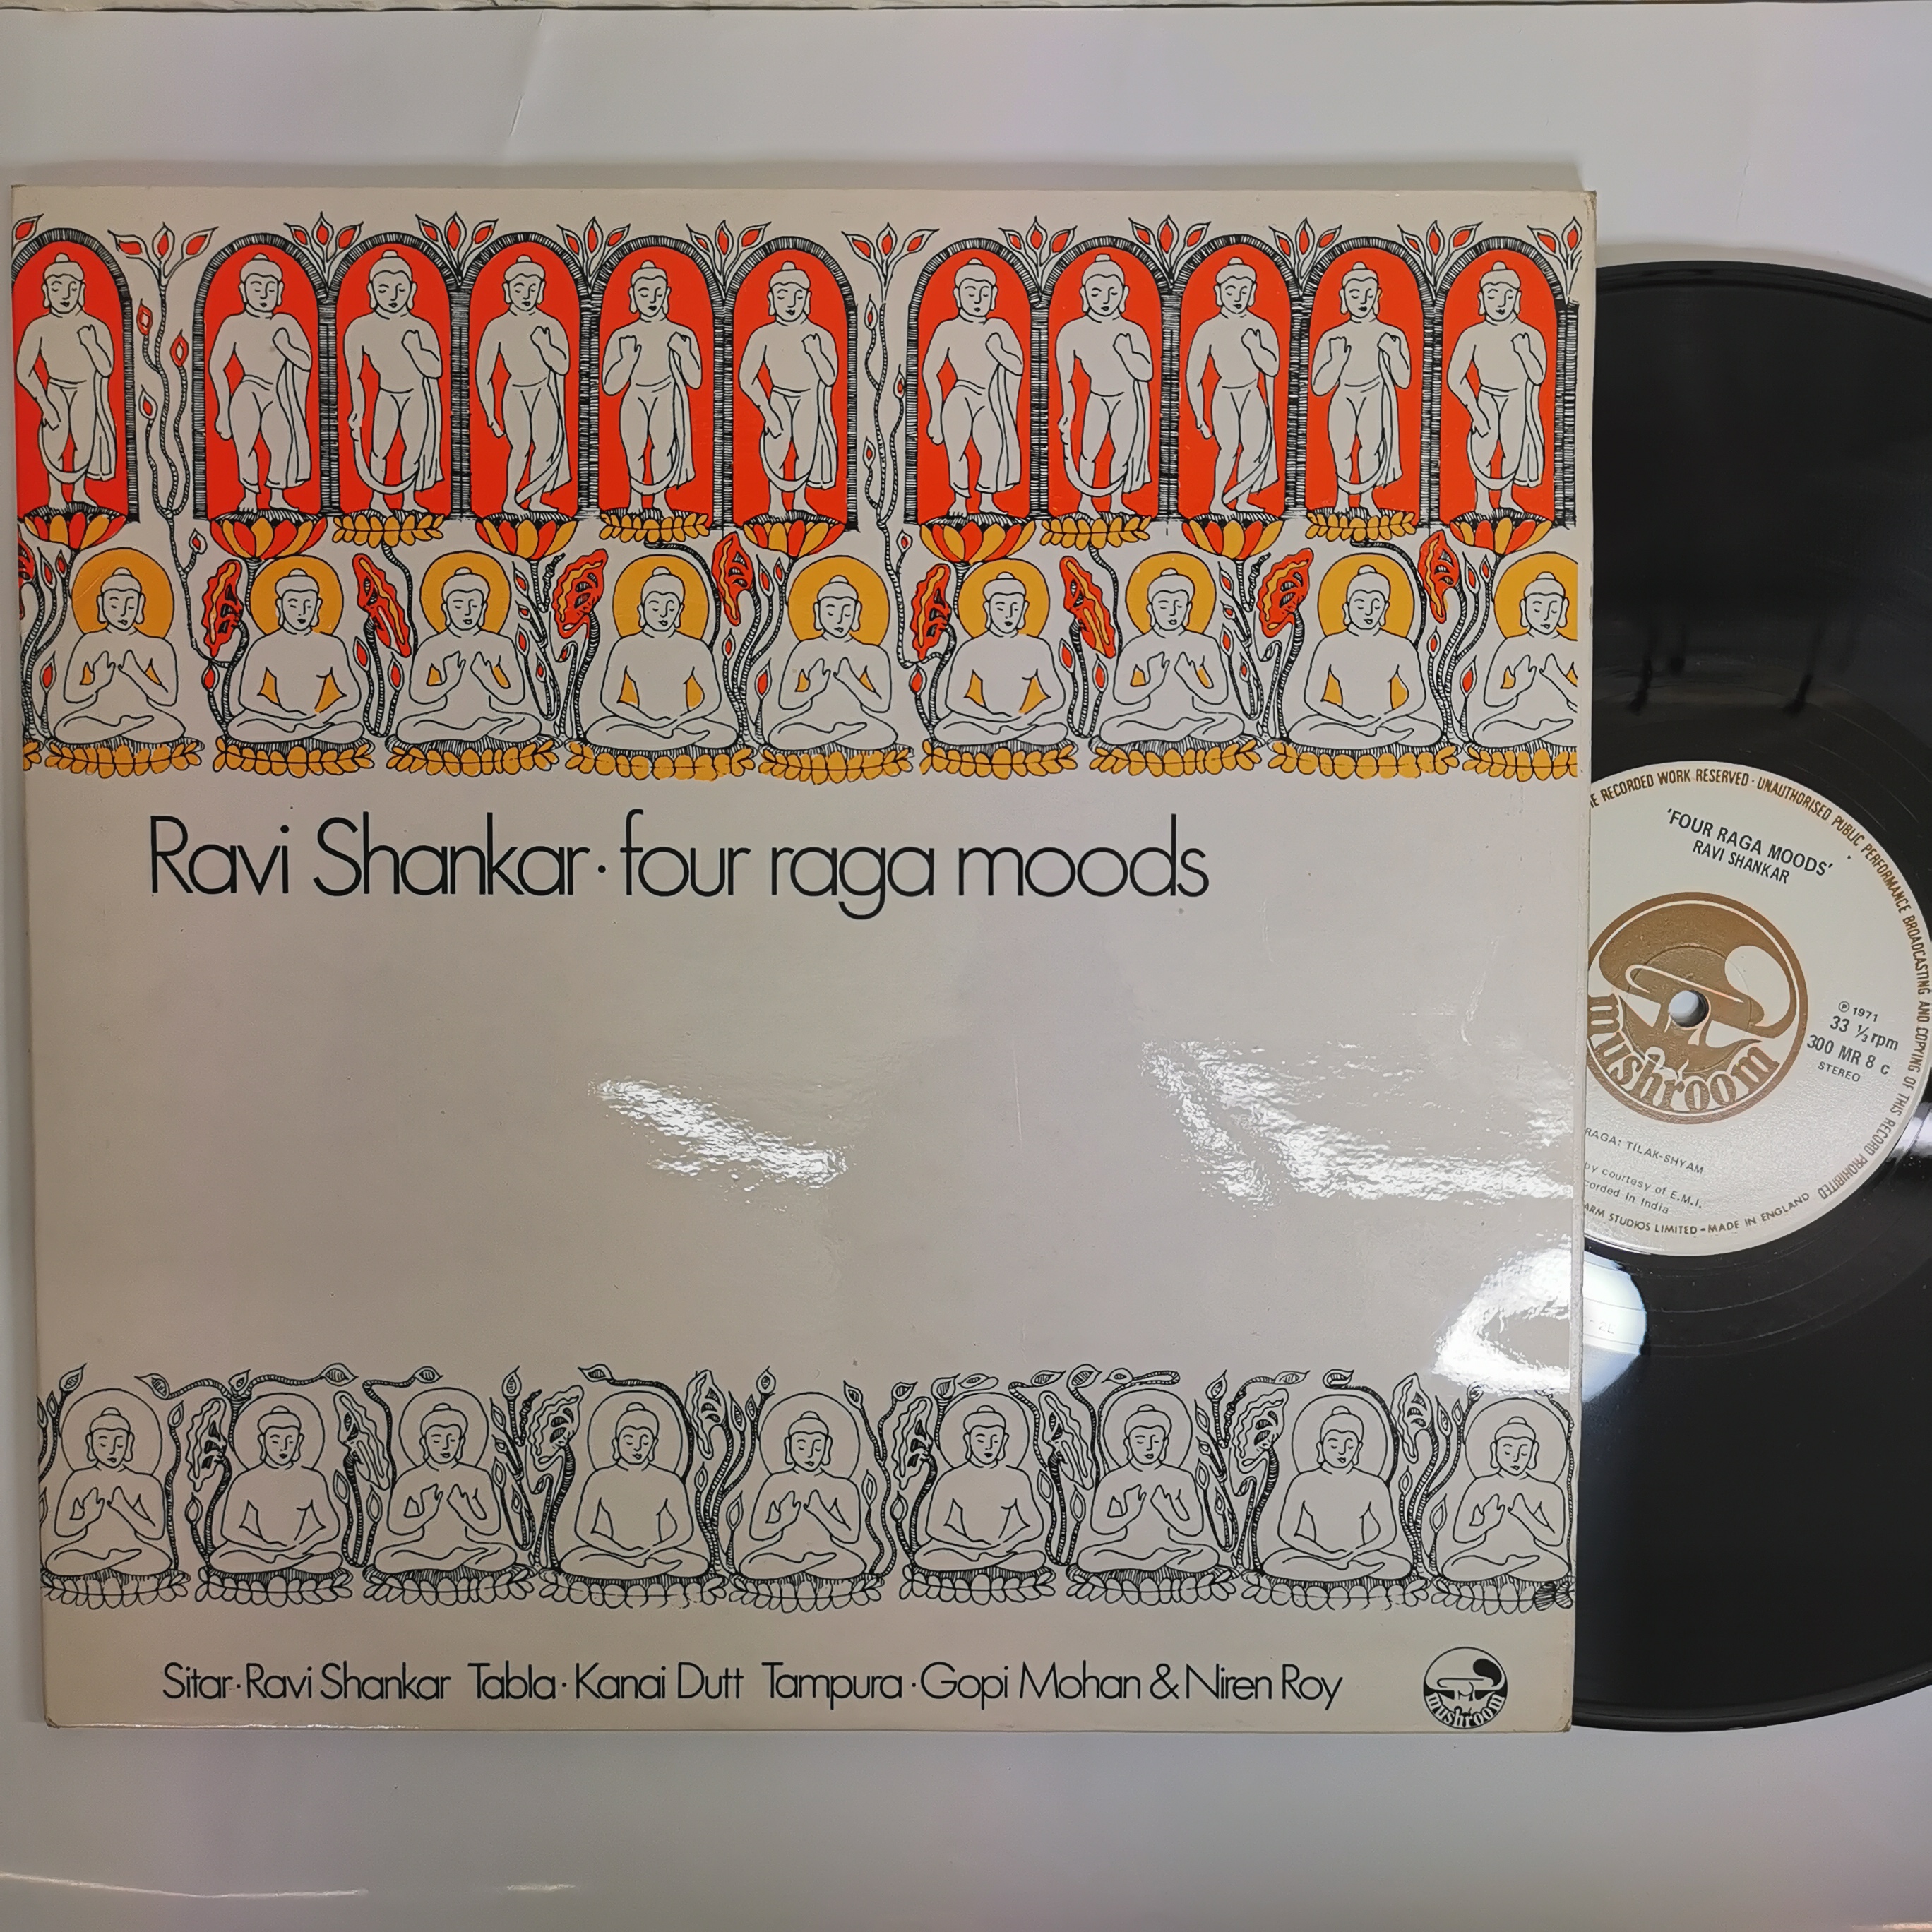 Ravi Shankar · four raga moods
Sitar · Ravi Shankar Tabla · Kanai Dutt Tampura · Gopi Mohan & Niren Roy
mushroom
RECORDED WORK RESERVED · UNAUTHORISED PUBLIC PERFORMANCE BROADCASTING AND COPYING OF THIS RECORD PROHIBITED
'FOUR RAGA MOODS'
RAVI SHANKAR
mushroom
℗ 1971
33 ⅓ rpm
300 MR 8 C
STEREO
RAGA: TILAK-SHYAM
by courtesy of E.M.I.
in India
STUDIOS LIMITED - MADE IN ENGLAND